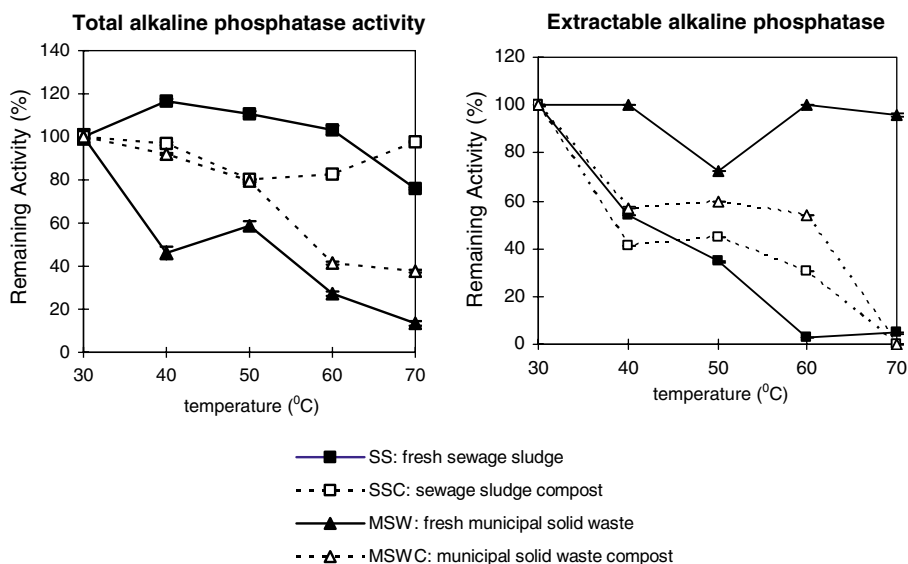 Total alkaline phosphatase activity
140
120
100
80
60
40
20
0
Remaining Activity (%)
30 40 50 60 70
temperature (⁰C)
Extractable alkaline phosphatase
120
100
80
60
40
20
0
Remaining Activity (%)
30 40 50 60 70
temperature (⁰C)
SS: fresh sewage sludge
SSC: sewage sludge compost
MSW: fresh municipal solid waste
MSWC: municipal solid waste compost